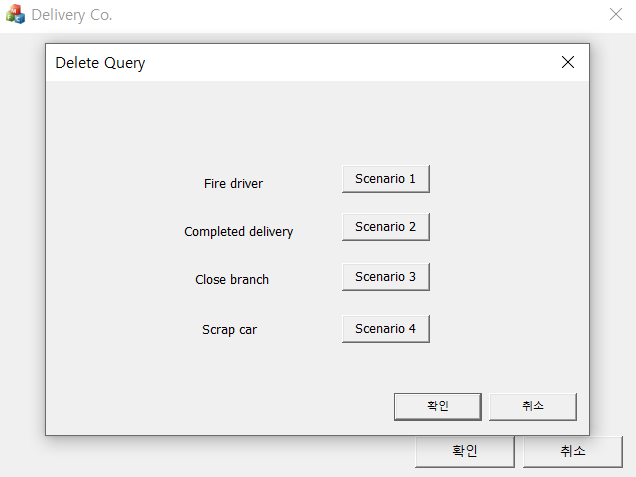 Delivery Co.
Delete Query
Fire driver Scenario 1
Completed delivery Scenario 2
Close branch Scenario 3
Scrap car Scenario 4
확인 취소
확인 취소